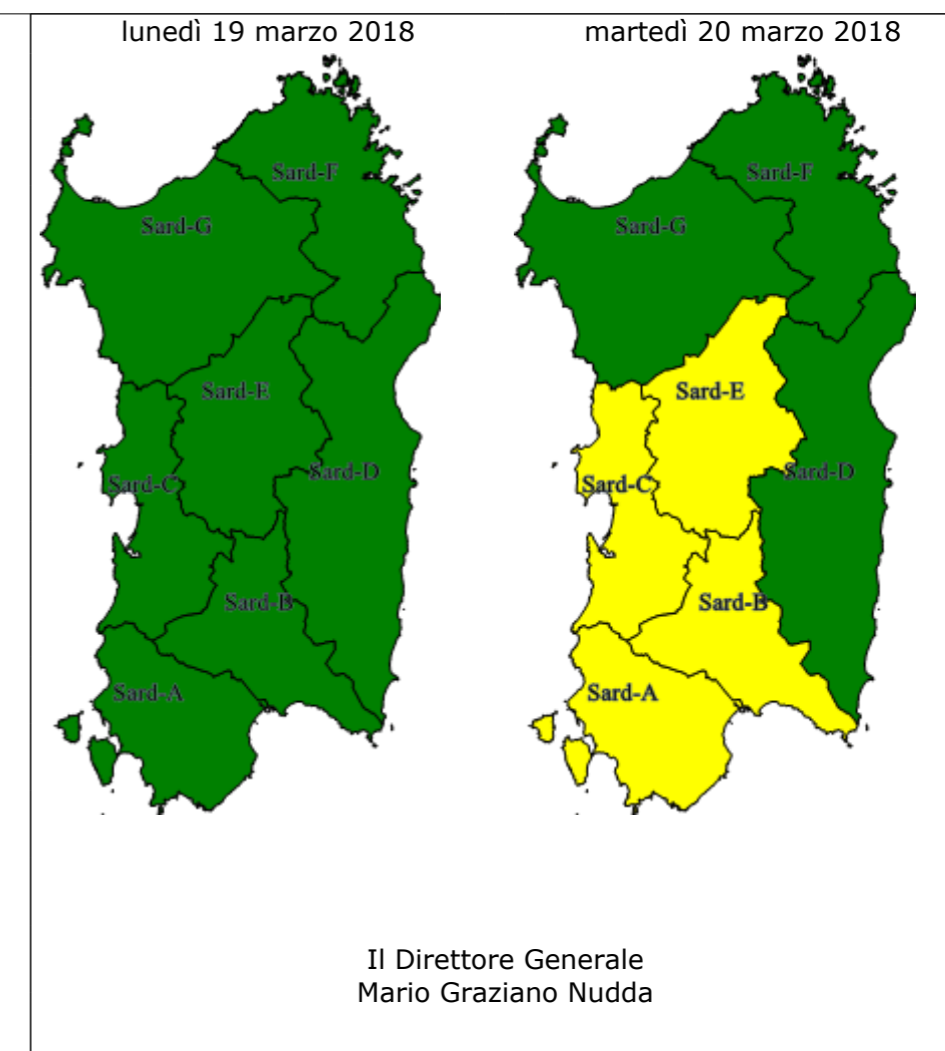 lunedì 19 marzo 2018
martedì 20 marzo 2018
Sard-F
Sard-G
Sard-E
Sard-D
Sard-C
Sard-B
Sard-A
Sard-F
Sard-G
Sard-E
Sard-D
Sard-C
Sard-B
Sard-A
Il Direttore Generale
Mario Graziano Nudda